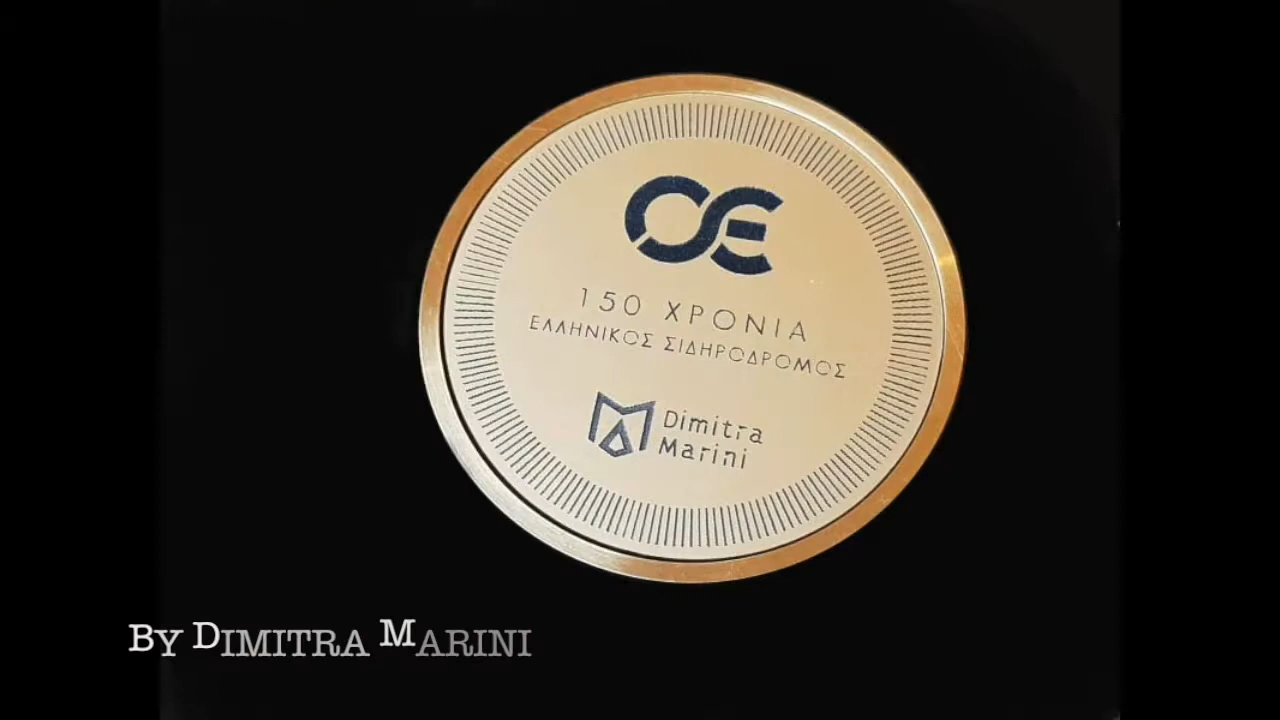 ΟΣΕ
150 ΧΡΟΝΙΑ
ΕΛΛΗΝΙΚΟΣ ΣΙΔΗΡΟΔΡΟΜΟΣ
Dimitra
Marini
BY DIMITRA MARINI